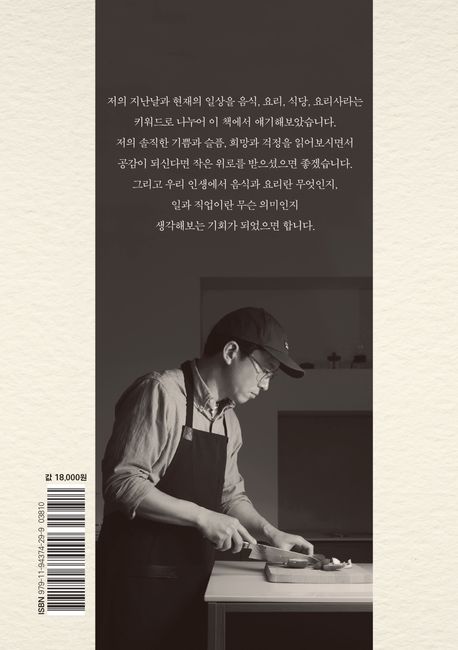 저의 지난날과 현재의 일상을 음식, 요리, 식당, 요리사라는
키워드로 나누어 이 책에서 얘기해보았습니다.
저의 솔직한 기쁨과 슬픔, 희망과 걱정을 읽어보시면서
공감이 되신다면 작은 위로를 받으셨으면 좋겠습니다.
그리고 우리 인생에서 음식과 요리란 무엇인지,
일과 직업이란 무슨 의미인지
생각해보는 기회가 되었으면 합니다.
값 18,000원
ISBN 979-11-94374-29-9 03810